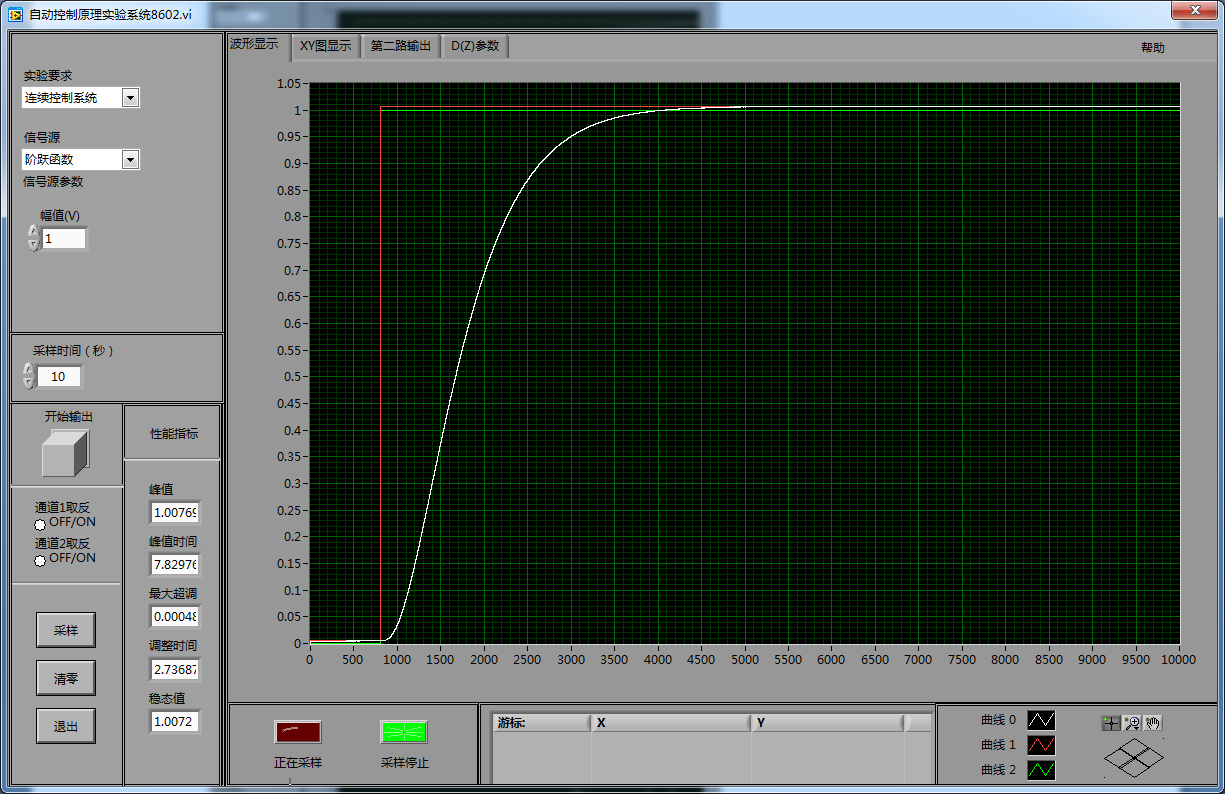 自动控制原理实验系统8602.vi
波形显示 XY图显示 第二路输出 D(Z)参数 帮助
实验要求
连续控制系统
信号源
阶跃函数
信号源参数
幅值(V)
1
采样时间（秒）
10
开始输出
通道1取反
OFF/ON
通道2取反
OFF/ON
采样
清零
退出
性能指标
峰值
1.00769
峰值时间
7.82976
最大超调
0.00048
调整时间
2.73687
稳态值
1.0072
1.05
1
0.95
0.9
0.85
0.8
0.75
0.7
0.65
0.6
0.55
0.5
0.45
0.4
0.35
0.3
0.25
0.2
0.15
0.1
0.05
0
0 500 1000 1500 2000 2500 3000 3500 4000 4500 5000 5500 6000 6500 7000 7500 8000 8500 9000 9500 10000
正在采样 采样停止
游标: X Y
曲线 0
曲线 1
曲线 2